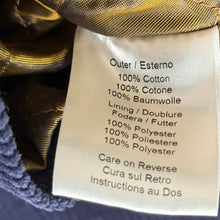 Outer / Esterno
100% Cotton
100% Cotone
100% Baumwolle
Lining / Doublure
Fodera / Futter
100% Polyester
100% Poliestere
100% Polyester
Care on Reverse
Cura sul Retro
Instructions au Dos